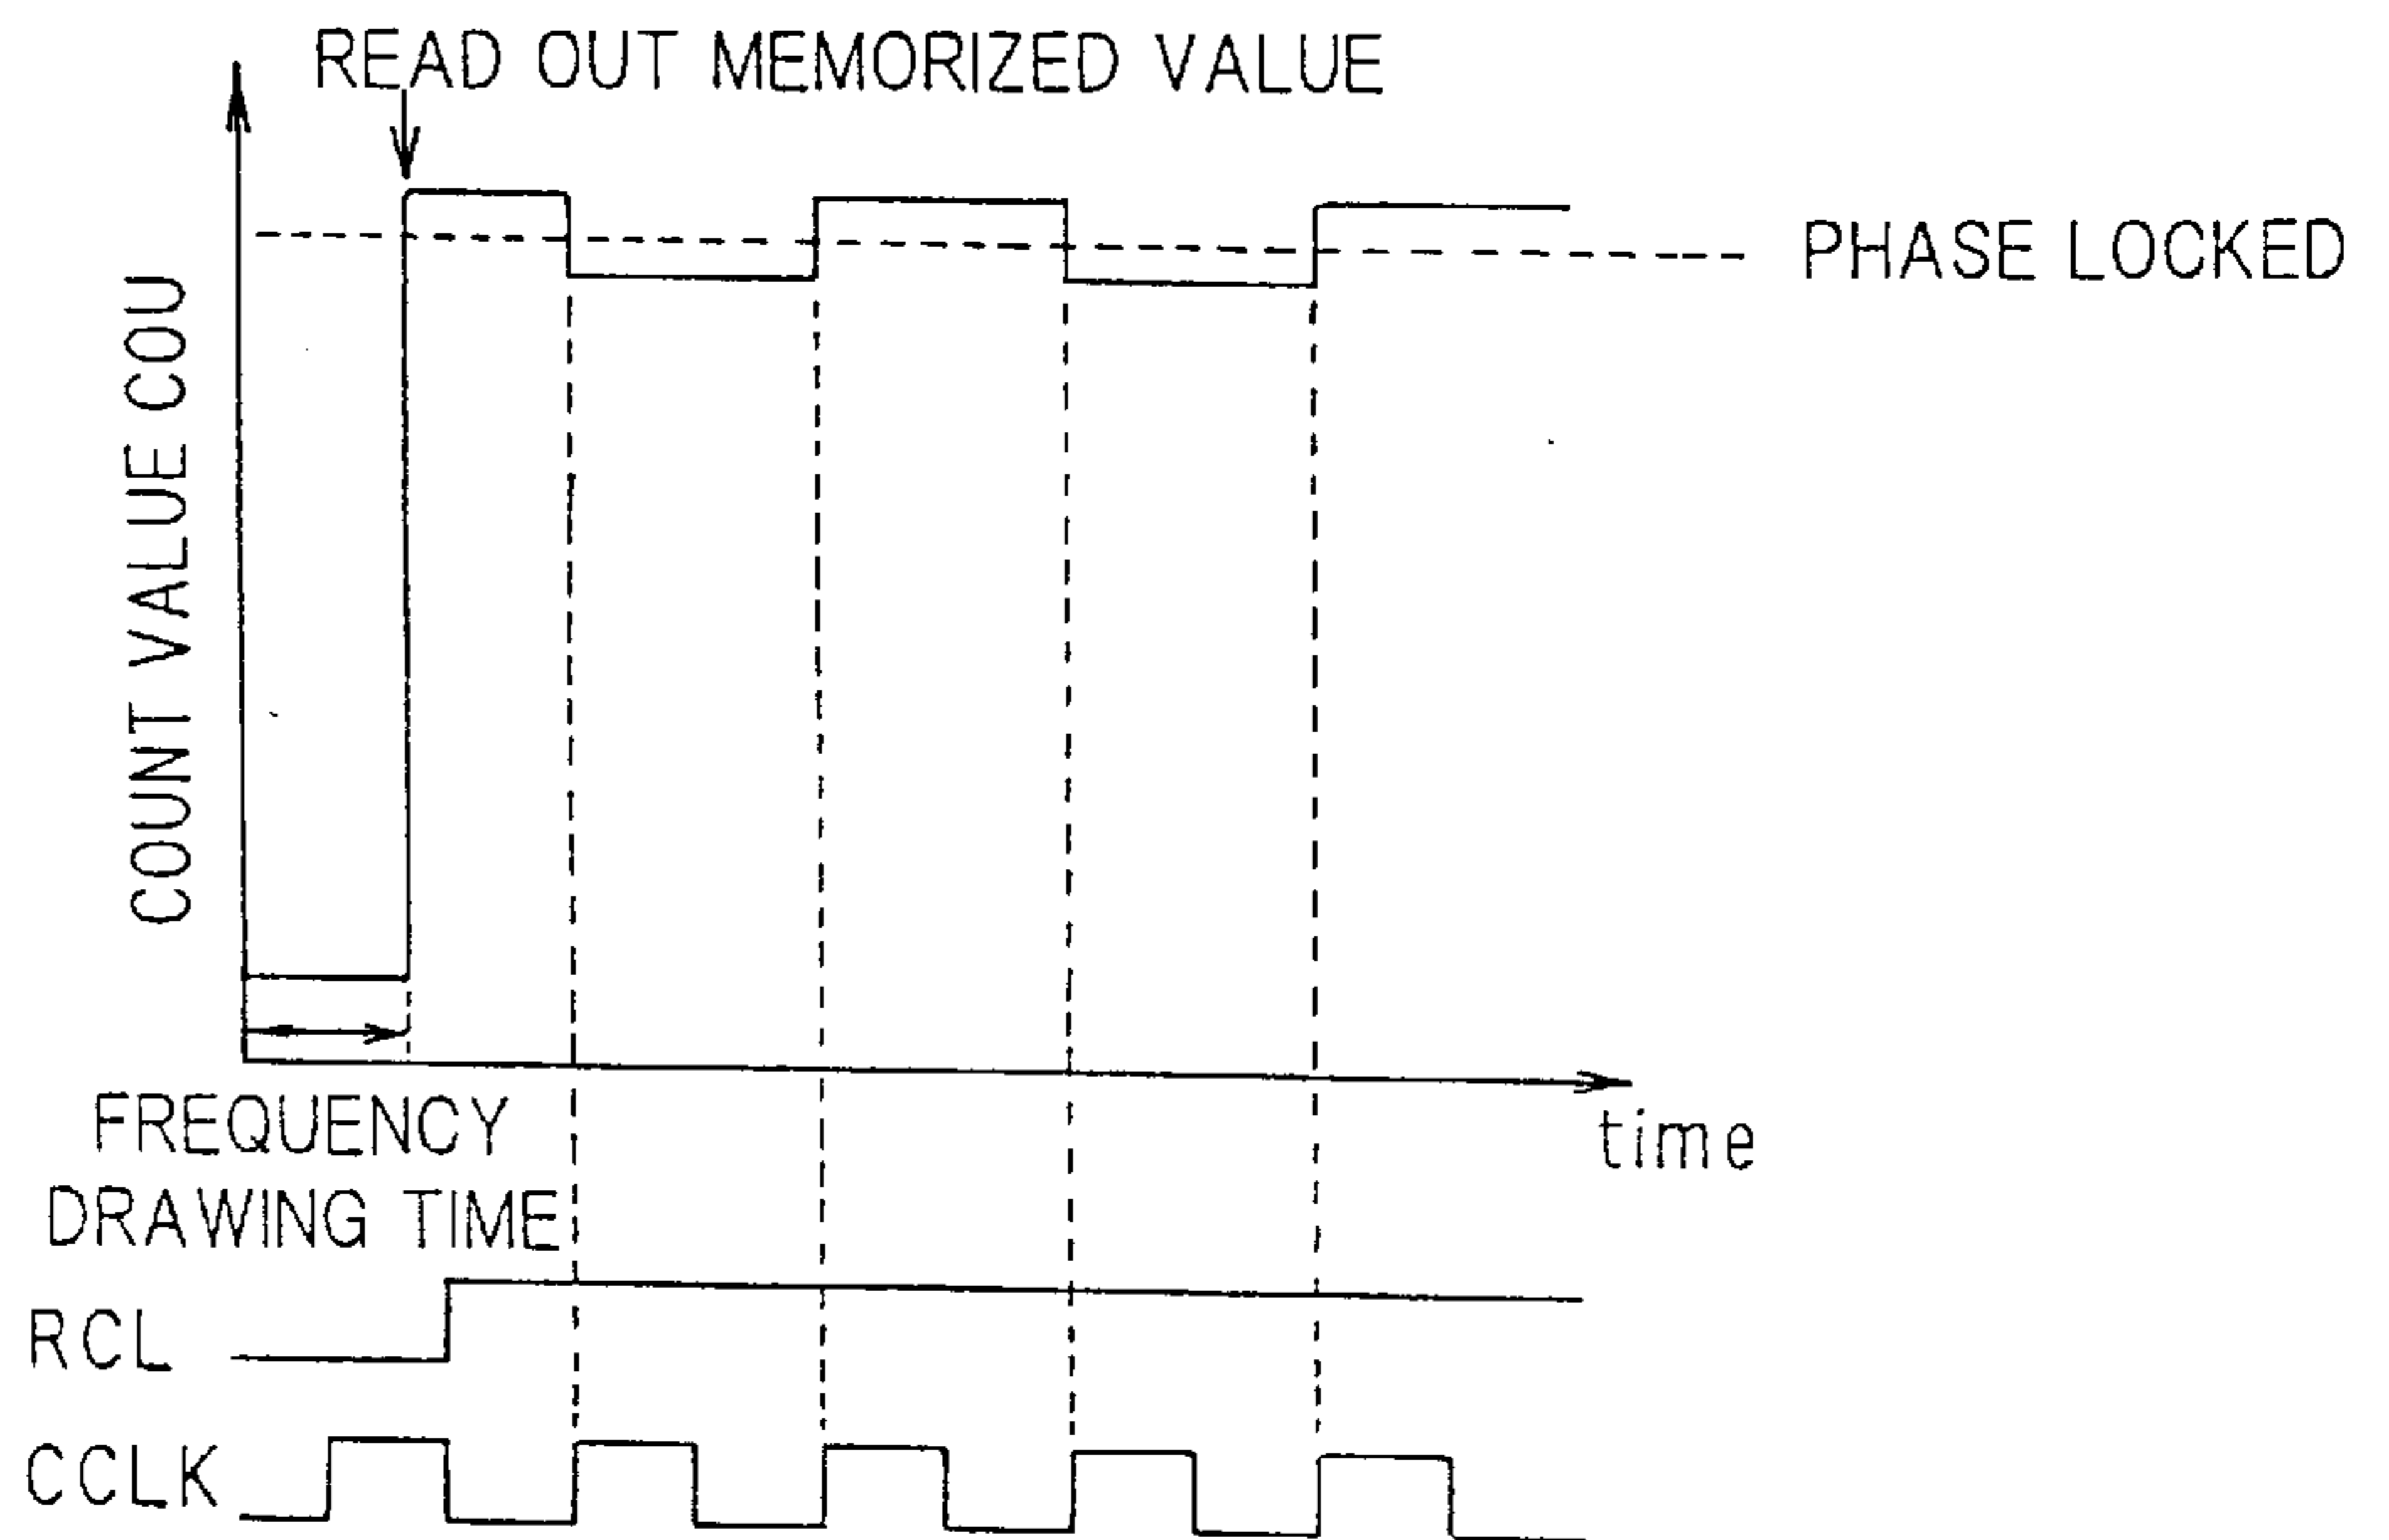 READ OUT MEMORIZED VALUE
PHASE LOCKED
COUNT VALUE COU
time
FREQUENCY
DRAWING TIME
RCL
CCLK